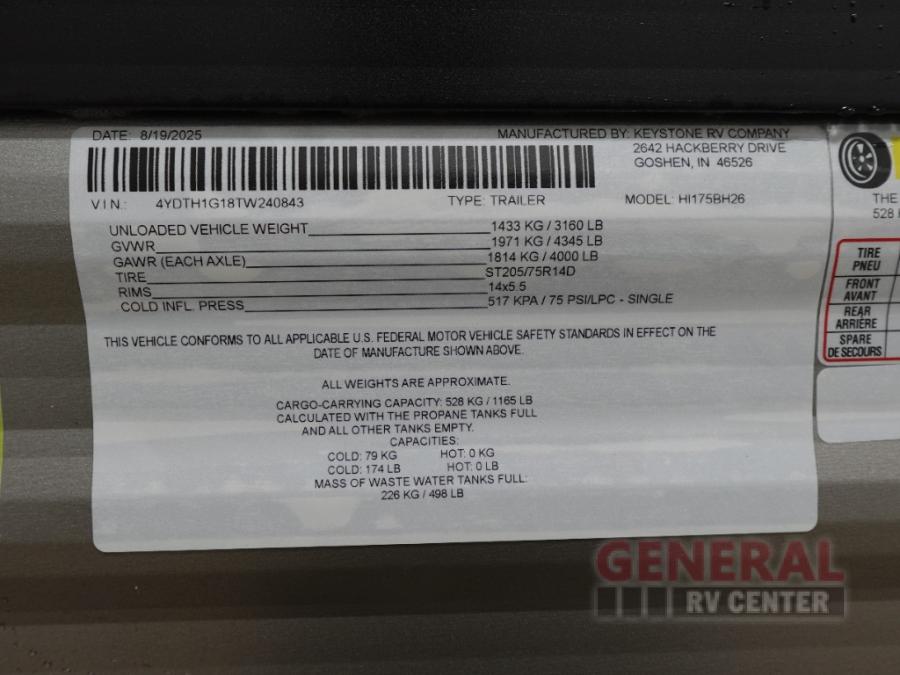 DATE: 8/19/2025
MANUFACTURED BY: KEYSTONE RV COMPANY
2642 HACKBERRY DRIVE
GOSHEN, IN 46526
VIN.: 4YDTH1G18TW240843 TYPE: TRAILER MODEL: HI175BH26
UNLOADED VEHICLE WEIGHT 1433 KG / 3160 LB
GVWR 1971 KG / 4345 LB
GAWR (EACH AXLE) 1814 KG / 4000 LB
TIRE ST205/75R14D
RIMS 14x5.5
COLD INFL. PRESS 517 KPA / 75 PSI/LPC - SINGLE
THIS VEHICLE CONFORMS TO ALL APPLICABLE U.S. FEDERAL MOTOR VEHICLE SAFETY STANDARDS IN EFFECT ON THE
DATE OF MANUFACTURE SHOWN ABOVE.
ALL WEIGHTS ARE APPROXIMATE.
CARGO-CARRYING CAPACITY: 528 KG / 1165 LB
CALCULATED WITH THE PROPANE TANKS FULL
AND ALL OTHER TANKS EMPTY.
CAPACITIES:
COLD: 79 KG HOT: 0 KG
COLD: 174 LB HOT: 0 LB
MASS OF WASTE WATER TANKS FULL:
226 KG / 498 LB
THE
528
TIRE
PNEU
FRONT
AVANT
REAR
ARRIÈRE
SPARE
DE SECOURS
GENERAL
RV CENTER